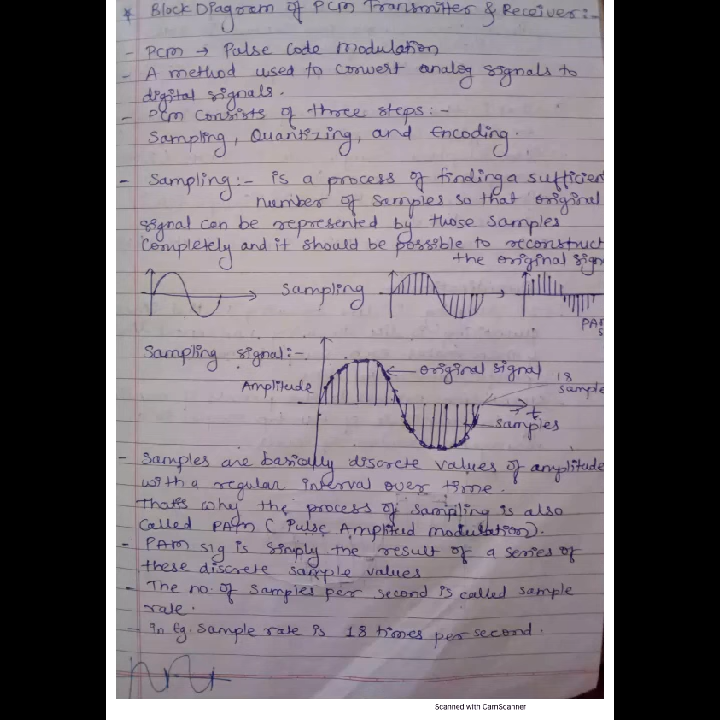 * Block Diagram of PCM Transmitter & Receiver:-
- PCM → Pulse Code Modulation
- A method used to convert analog signals to
digital signals.
- PCM consists of three steps:-
Sampling, Quantizing, and Encoding.
- Sampling:- is a process of finding a sufficien
number of samples so that original
signal can be represented by those samples
completely and it should be possible to reconstruct
the original sign
Sampling
PAM
S
Sampling signal:-
original signal
18
sample
Amplitude
t
samples
- Samples are basically discrete values of amplitude
with a regular interval over time.
that's why the process of sampling is also
called PAM (Pulse Amplitued modulation).
- PAM sig is simply the result of a series of
these discrete sample values
- The no. of samples per second is called sample
rate.
In Eg. Sample rate is 18 times per second.
Scanned with CamScanner